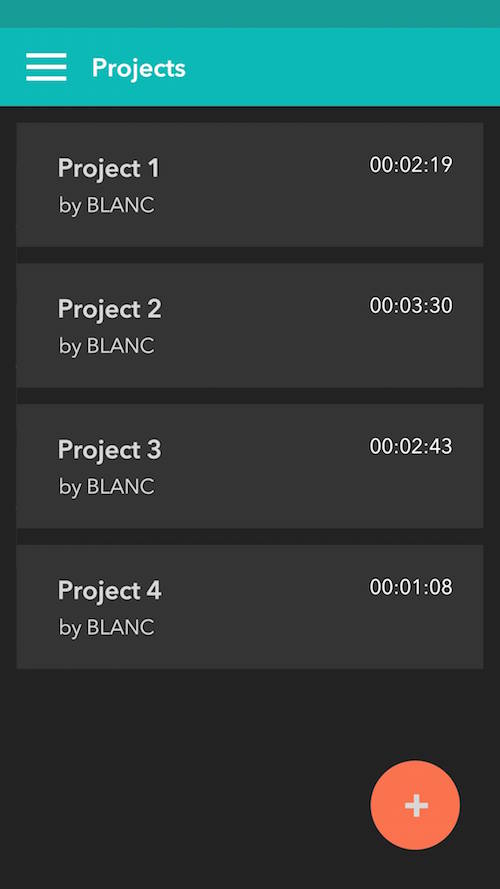 Projects
Project 1
00:02:19
by BLANC
Project 2
00:03:30
by BLANC
Project 3
00:02:43
by BLANC
Project 4
00:01:08
by BLANC
+